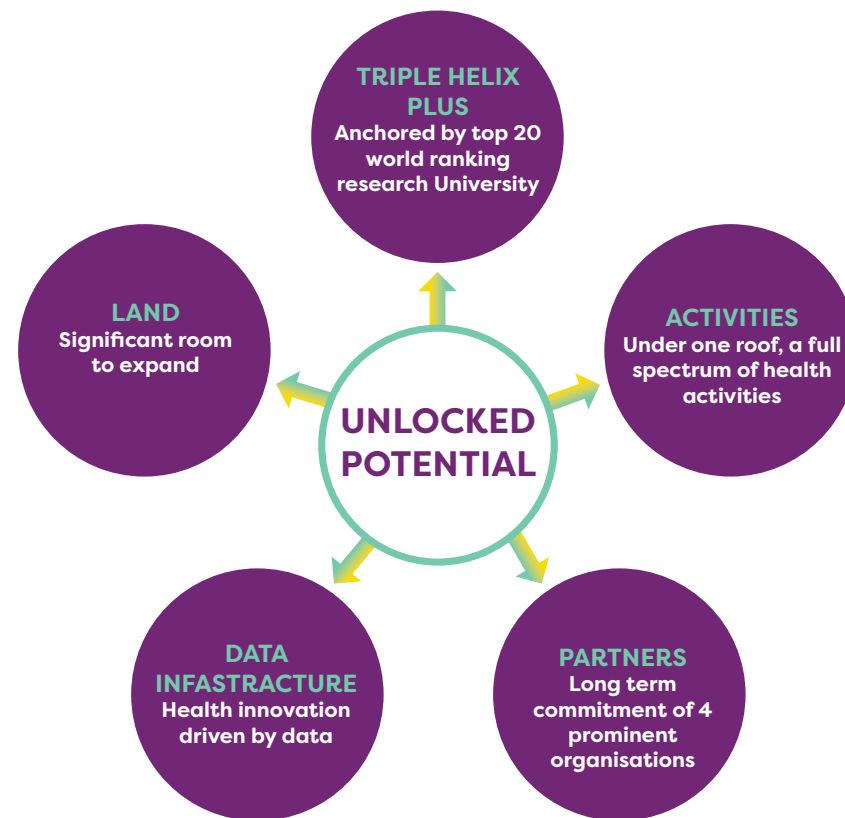 TRIPLE HELIX
PLUS
Anchored by top 20
world ranking
research University
LAND
Significant room
to expand
ACTIVITIES
Under one roof, a full
spectrum of health
activities
UNLOCKED
POTENTIAL
DATA
INFASTRACTURE
Health innovation
driven by data
PARTNERS
Long term
commitment of 4
prominent
organisations